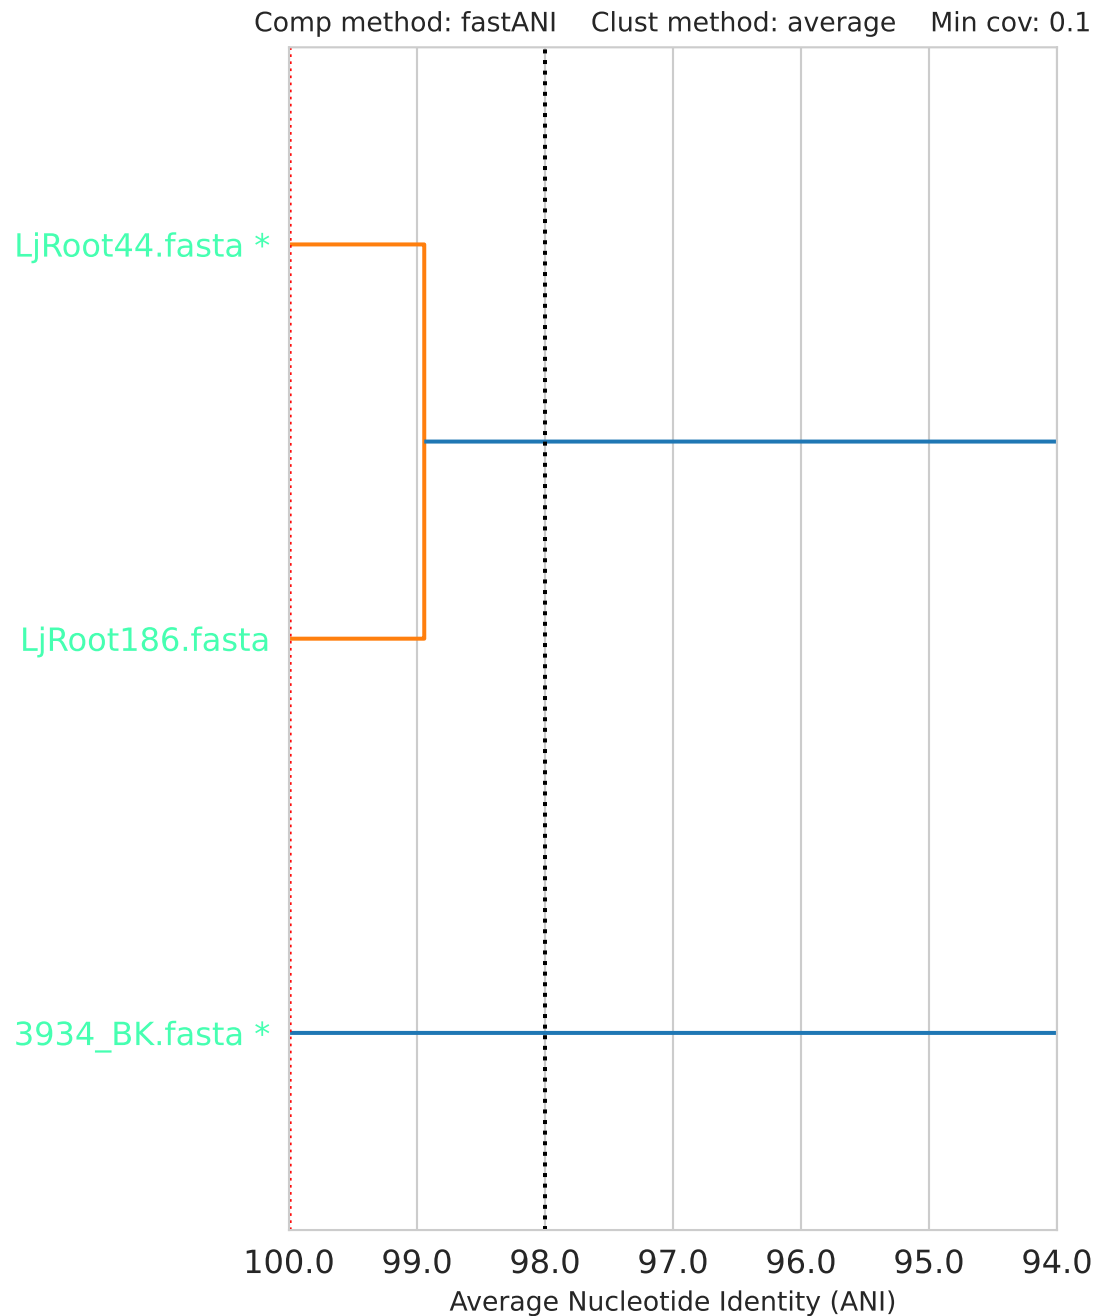 Comp method: fastANI    Clust method: average    Min cov: 0.1
LjRoot44.fasta *
LjRoot186.fasta
3934_BK.fasta *
100.0 99.0 98.0 97.0 96.0 95.0 94.0
Average Nucleotide Identity (ANI)